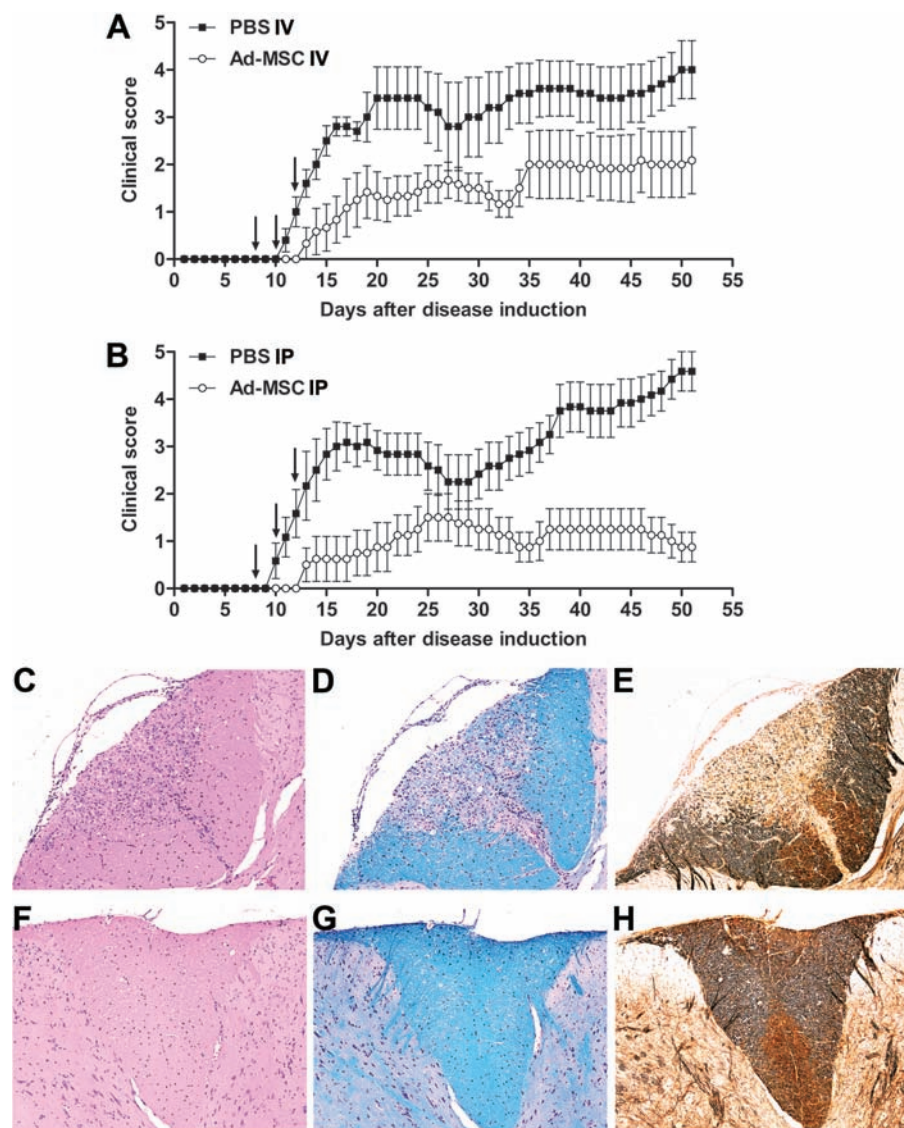 A
PBS IV
Ad-MSC IV
Clinical score
5
4
3
2
1
0
0 5 10 15 20 25 30 35 40 45 50 55
Days after disease induction
B
PBS IP
Ad-MSC IP
Clinical score
5
4
3
2
1
0
0 5 10 15 20 25 30 35 40 45 50 55
Days after disease induction
C D E
F G H